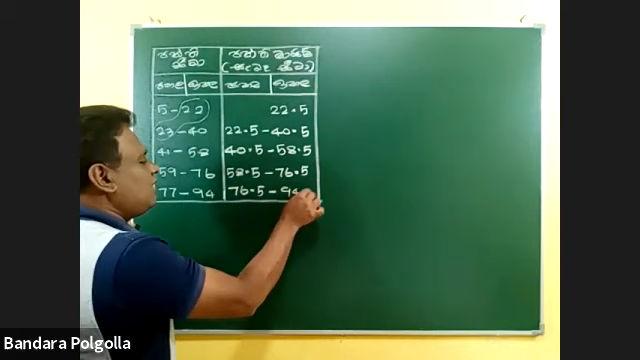 පන්ති සීමා
පන්ති මායිම්
(සැබෑ සීමා)
පහළ ඉහළ පහළ ඉහළ
5-22 22.5
23-40 22.5-40.5
41-58 40.5-58.5
59-76 58.5-76.5
77-94 76.5-94
Bandara Polgolla